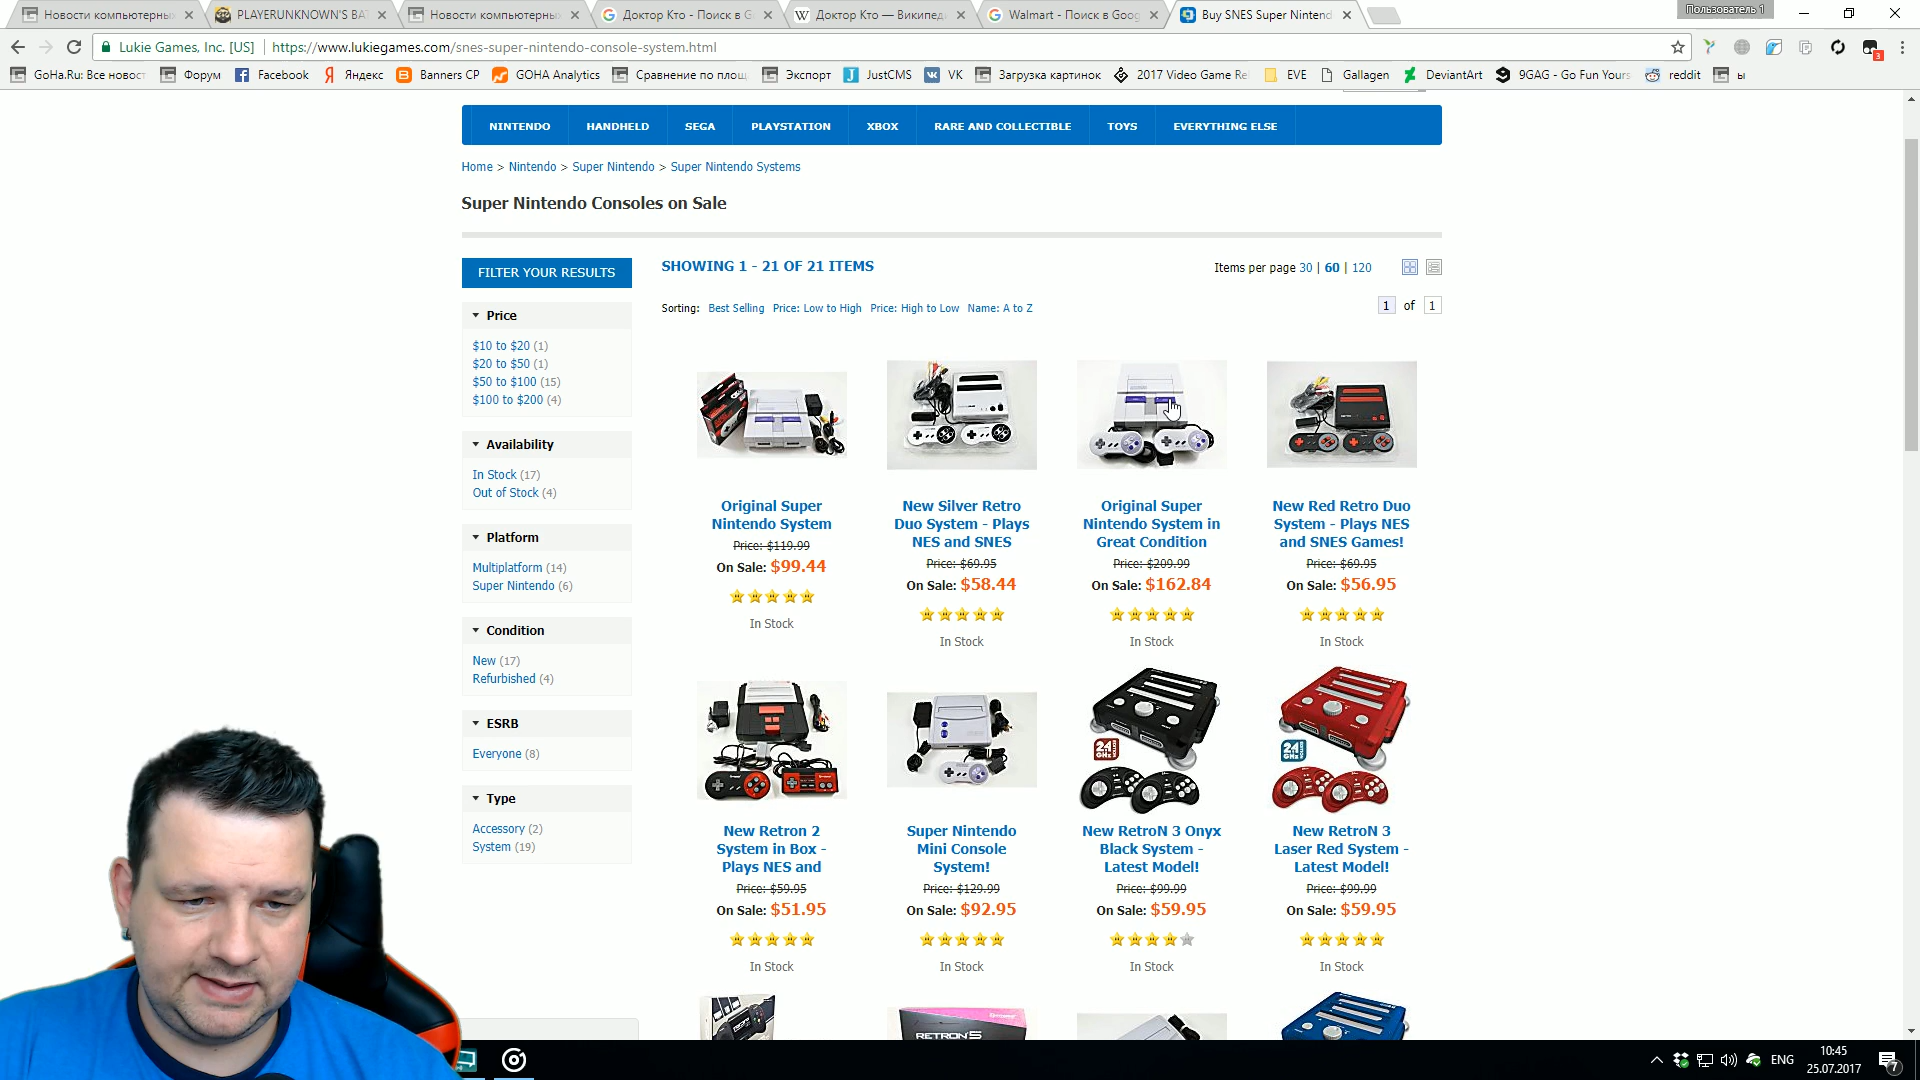 Новости компьютерны
PLAYERUNKNOWN'S BA
Новости компьютерны
Доктор Кто - Поиск в G
Доктор Кто — Википед
Walmart - Поиск в Goog
Buy SNES Super Nintend
Пользователь 1
Lukie Games, Inc. [US]
https://www.lukiegames.com/snes-super-nintendo-console-system.html
3
GoHa.Ru: Все новост
Форум
Facebook
Яндекс
Banners CP
GOHA Analytics
Сравнение по площ
Экспорт
JustCMS
VK
Загрузка картинок
2017 Video Game Rel
EVE
Gallagen
DeviantArt
9GAG - Go Fun Yours
reddit
ы
NINTENDO
HANDHELD
SEGA
PLAYSTATION
XBOX
RARE AND COLLECTIBLE
TOYS
EVERYTHING ELSE
Home > Nintendo > Super Nintendo > Super Nintendo Systems
Super Nintendo Consoles on Sale
FILTER YOUR RESULTS
Price
$10 to $20 (1)
$20 to $50 (1)
$50 to $100 (15)
$100 to $200 (4)
Availability
In Stock (17)
Out of Stock (4)
Platform
Multiplatform (14)
Super Nintendo (6)
Condition
New (17)
Refurbished (4)
ESRB
Everyone (8)
Type
Accessory (2)
System (19)
SHOWING 1 - 21 OF 21 ITEMS
Items per page 30 | 60 | 120
Sorting: Best Selling Price: Low to High Price: High to Low Name: A to Z
1 of 1
Original Super
Nintendo System
Price: $119.99
On Sale: $99.44
In Stock
New Silver Retro
Duo System - Plays
NES and SNES
Price: $69.95
On Sale: $58.44
In Stock
Original Super
Nintendo System in
Great Condition
Price: $209.99
On Sale: $162.84
In Stock
New Red Retro Duo
System - Plays NES
and SNES Games!
Price: $69.95
On Sale: $56.95
In Stock
New Retron 2
System in Box -
Plays NES and
Price: $59.95
On Sale: $51.95
In Stock
Super Nintendo
Mini Console
System!
Price: $129.99
On Sale: $92.95
In Stock
2.4
GHz
New RetroN 3 Onyx
Black System -
Latest Model!
Price: $99.99
On Sale: $59.95
In Stock
2.4
GHz
New RetroN 3
Laser Red System -
Latest Model!
Price: $99.99
On Sale: $59.95
In Stock
RETRON5
ENG
10:45
25.07.2017
7